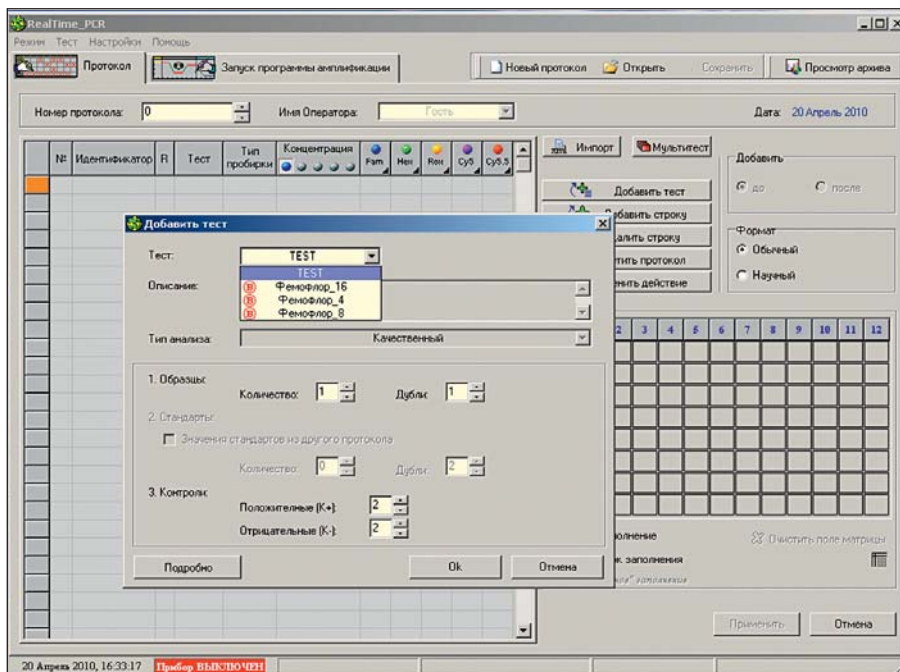 RealTime_PCR
Режим Тест Настройки Помощь
Протокол Запуск программы амплификации Новый протокол Открыть Сохранить Просмотр архива
Номер протокола: 0 Имя Оператора: Гость Дата: 20 Апрель 2010
№ Идентификатор R Тест Тип пробирки Концентрация Fam Hex Rox Cy5 Cy5.5
Импорт Мультитест
Добавить
до после
Добавить тест
бавить строку
алить строку
тить протокол
нить действие
Формат
Обычный
Научный
Добавить тест
Тест: TEST
TEST
Фемофлор_16
Фемофлор_4
Фемофлор_8
Описание:
Тип анализа: Качественный
1. Образцы:
Количество: 1 Дубли: 1
2. Стандарты:
Значения стандартов из другого протокола
Количество: 0 Дубли: 2
3. Контроли:
Положительные (К+): 2
Отрицательные (К-): 2
Подробно Ok Отмена
2 3 4 5 6 7 8 9 10 11 12
олнение Очистить поле матрицы
к заполнения
заполнение
Применить Отмена
20 Апрель 2010, 16:33:17 Прибор ВЫКЛЮЧЕН